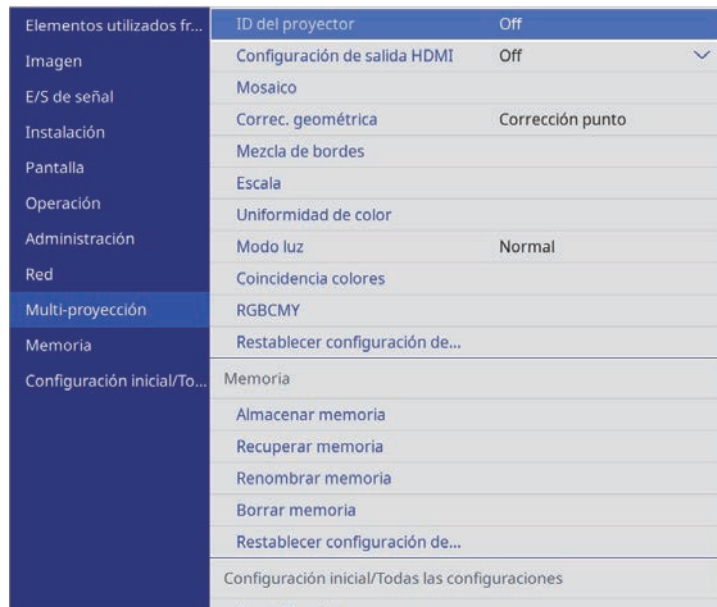 Elementos utilizados fr...
Imagen
E/S de señal
Instalación
Pantalla
Operación
Administración
Red
Multi-proyección
Memoria
Configuración inicial/To...
ID del proyector Off
Configuración de salida HDMI Off
Mosaico
Correc. geométrica Corrección punto
Mezcla de bordes
Escala
Uniformidad de color
Modo luz Normal
Coincidencia colores
RGBCMY
Restablecer configuración de...
Memoria
Almacenar memoria
Recuperar memoria
Renombrar memoria
Borrar memoria
Restablecer configuración de...
Configuración inicial/Todas las configuraciones